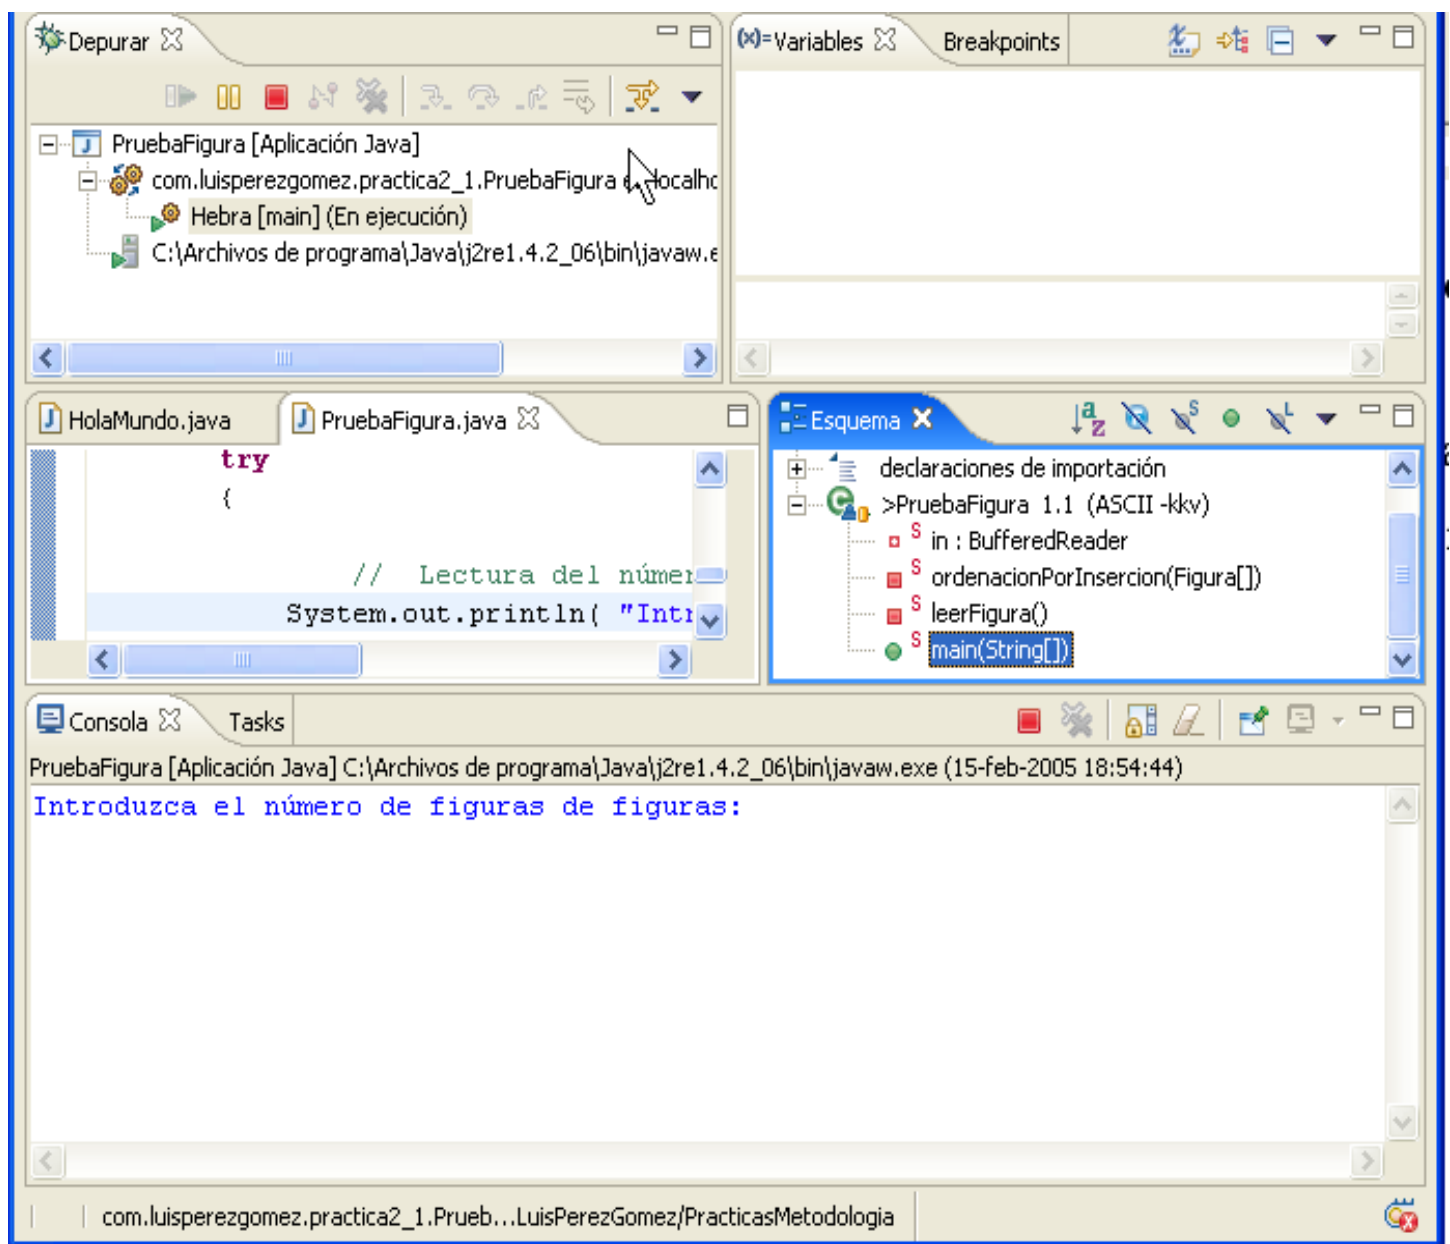 Depurar
Variables
Breakpoints
PruebaFigura [Aplicación Java]
com.luisperezgomez.practica2_1.PruebaFigura
Hebra [main] (En ejecución)
C:\Archivos de programa\Java\j2re1.4.2_06\bin\javaw.e
HolaMundo.java
PruebaFigura.java
try
{
// Lectura del númer
System.out.println( "Intr
Esquema
declaraciones de importación
>PruebaFigura 1.1 (ASCII -kkv)
in : BufferedReader
ordenacionPorInsercion(Figura[])
leerFigura()
main(String[])
Consola
Tasks
PruebaFigura [Aplicación Java] C:\Archivos de programa\Java\j2re1.4.2_06\bin\javaw.exe (15-feb-2005 18:54:44)
Introduzca el número de figuras de figuras:
com.luisperezgomez.practica2_1.Prueb...LuisPerezGomez/PracticasMetodologia